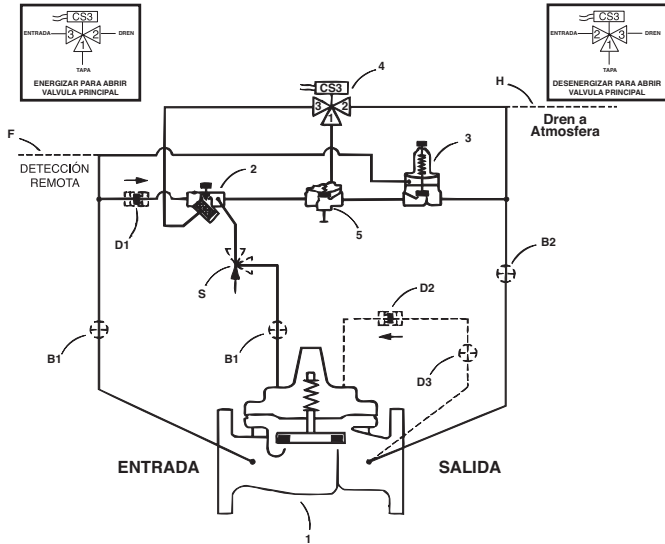 CS3
ENTRADA
DREN
3
2
1
TAPA
ENERGIZAR PARA ABRIR
VALVULA PRINCIPAL
CS3
ENTRADA
DREN
2
3
1
TAPA
DESENERGIZAR PARA ABRIR
VALVULA PRINCIPAL
4
CS3
3
2
1
H
Dren a
Atmosfera
F
DETECCIÓN
REMOTA
2
3
D1
5
S
B2
D2
B1
B1
D3
ENTRADA
SALIDA
1